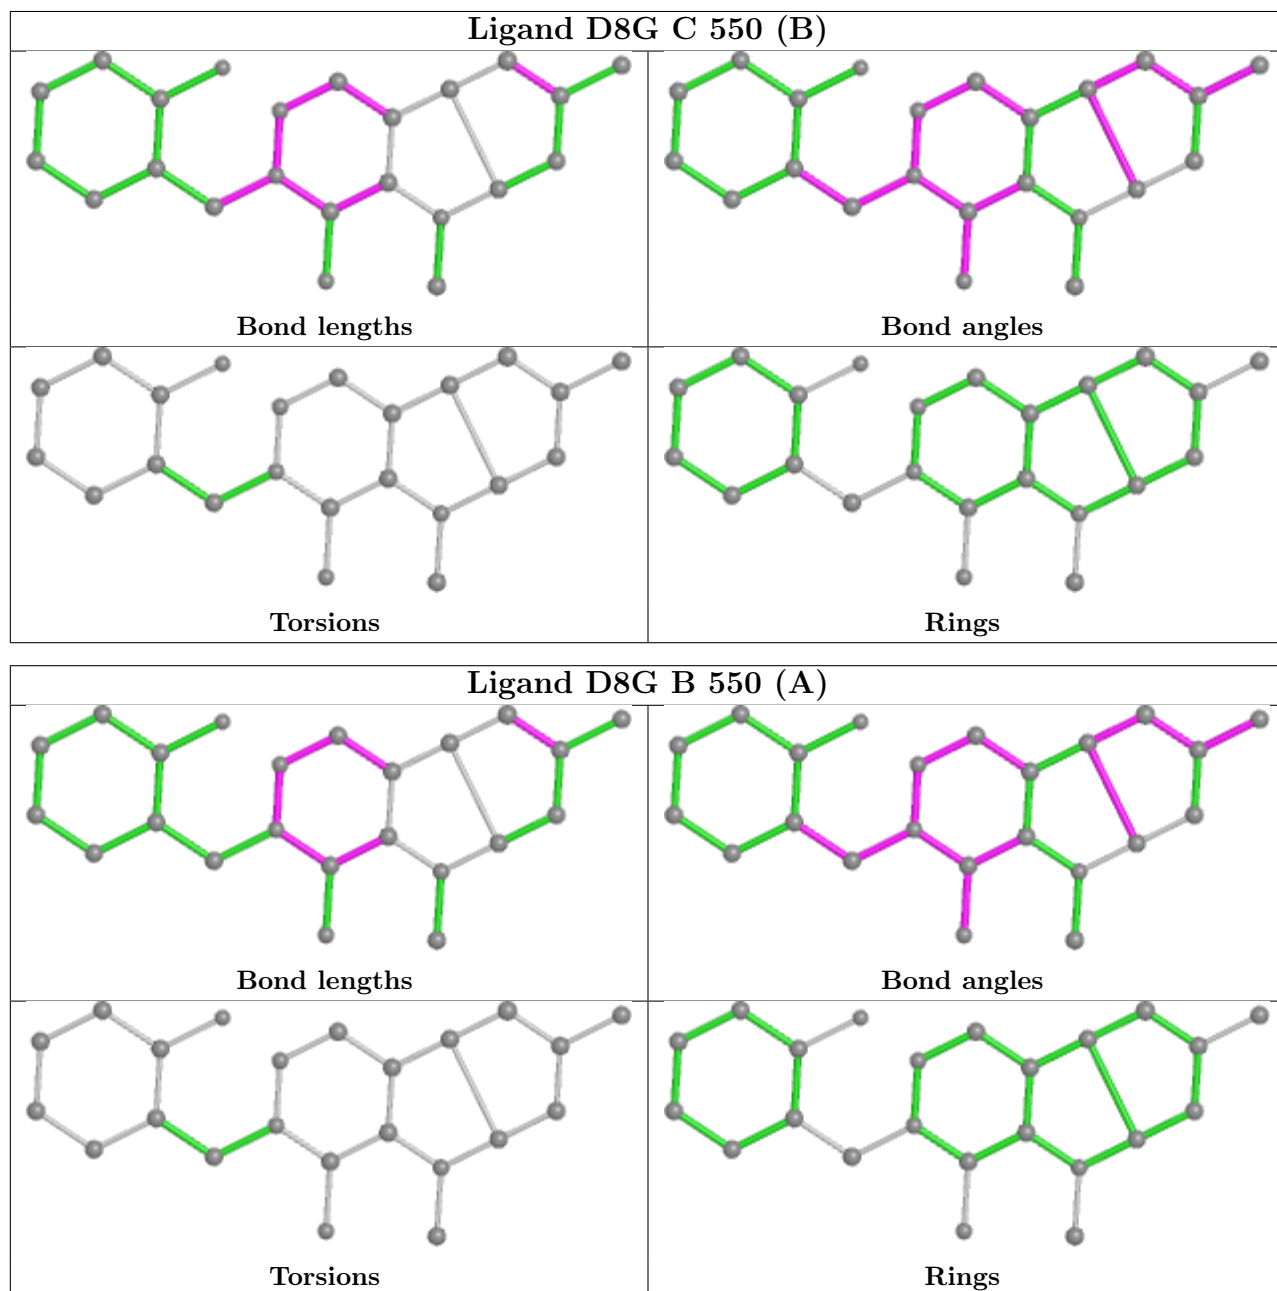 Ligand D8G C 550 (B)
Bond lengths
Bond angles
Torsions
Rings
Ligand D8G B 550 (A)
Bond lengths
Bond angles
Torsions
Rings